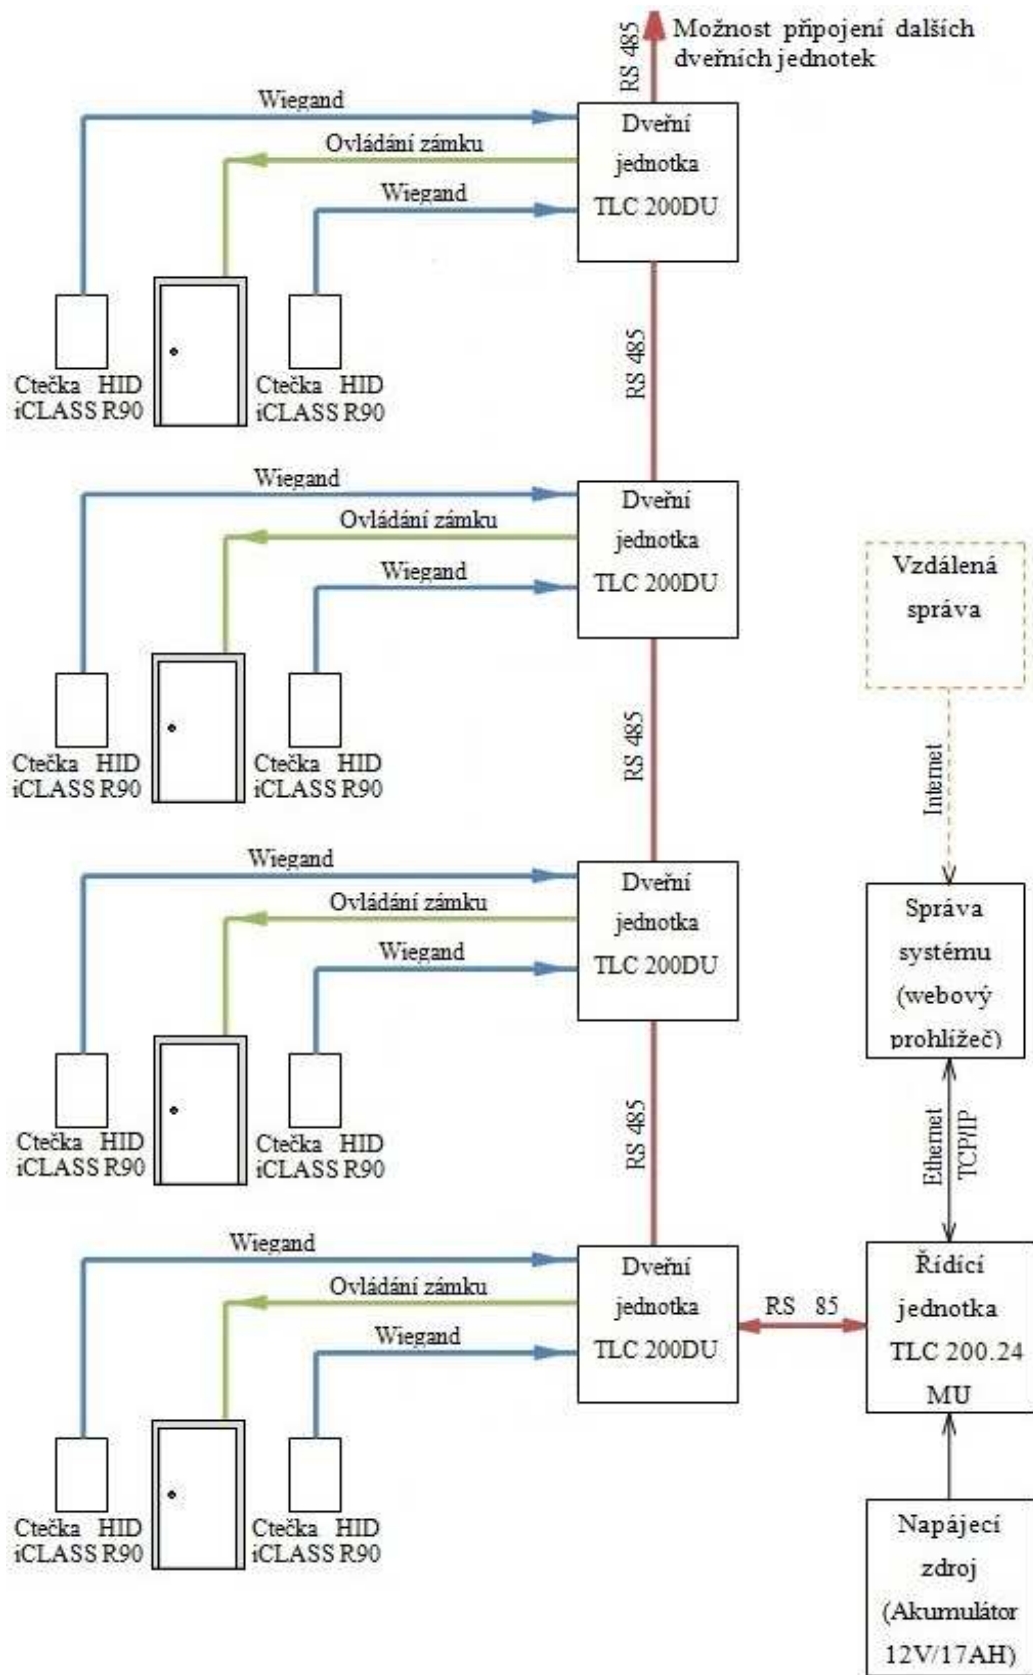 RS 485
Možnost připojení dalších
dveřních jednotek
Wiegand
Ovládání zámku
Wiegand
Dveřní
jednotka
TLC 200DU
Čtečka HID
iCLASS R90
Čtečka HID
iCLASS R90
RS 485
Wiegand
Ovládání zámku
Wiegand
Dveřní
jednotka
TLC 200DU
Čtečka HID
iCLASS R90
Čtečka HID
iCLASS R90
RS 485
Vzdálená
správa
Internet
Wiegand
Ovládání zámku
Wiegand
Dveřní
jednotka
TLC 200DU
Čtečka HID
iCLASS R90
Čtečka HID
iCLASS R90
RS 485
Správa
systému
(webový
prohlížeč)
Ethernet
TCP/IP
Wiegand
Ovládání zámku
Wiegand
Dveřní
jednotka
TLC 200DU
Čtečka HID
iCLASS R90
Čtečka HID
iCLASS R90
RS 85
Řídící
jednotka
TLC 200.24
MU
Napájecí
zdroj
(Akumulátor
12V/17AH)